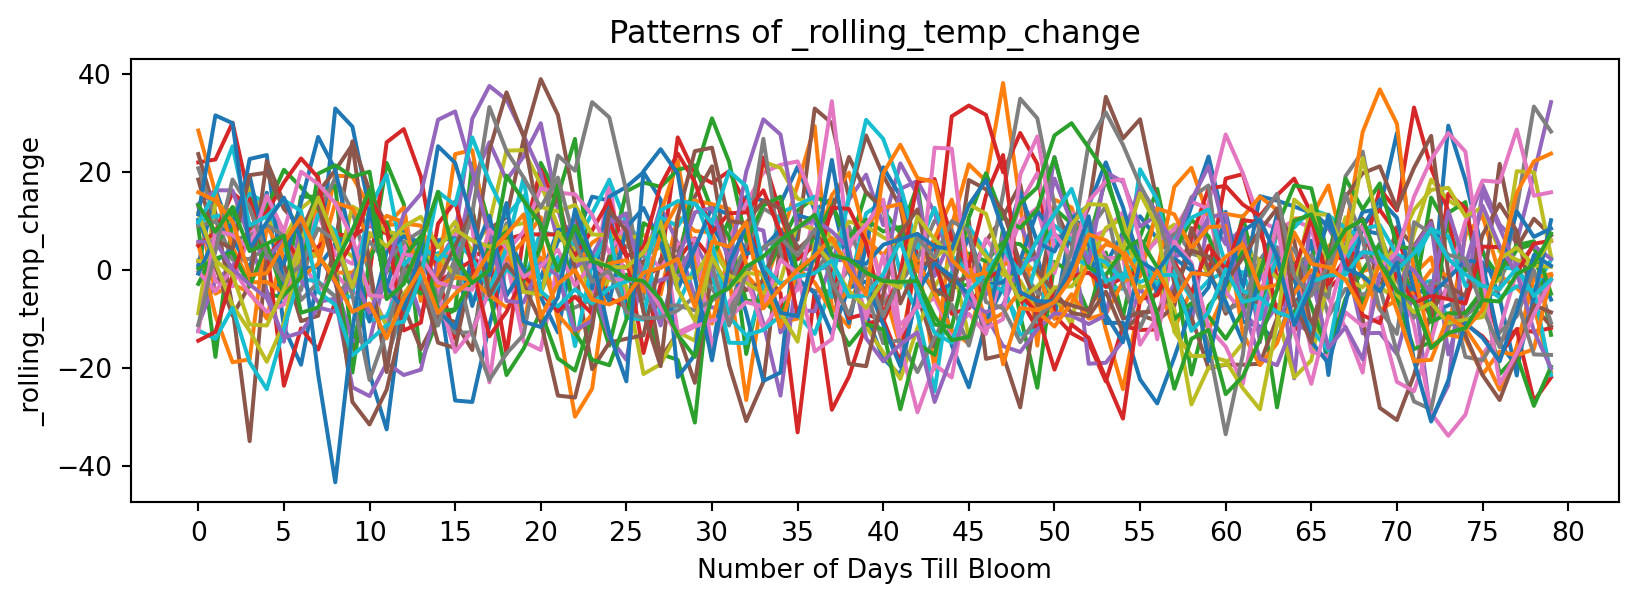 Patterns of _rolling_temp_change
_rolling_temp_change
40
20
0
−20
−40
0 5 10 15 20 25 30 35 40 45 50 55 60 65 70 75 80
Number of Days Till Bloom